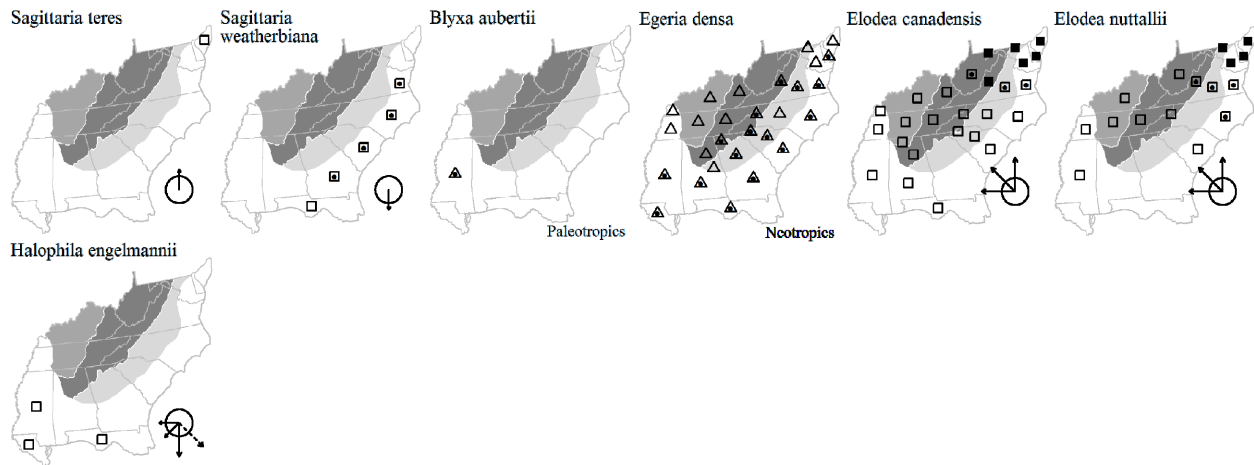 Sagittaria teres
Sagittaria
weatherbiana
Blyxa aubertii
Egeria densa
Elodea canadensis
Elodea nuttallii
Paleotropics
Neotropics
Halophila engelmannii